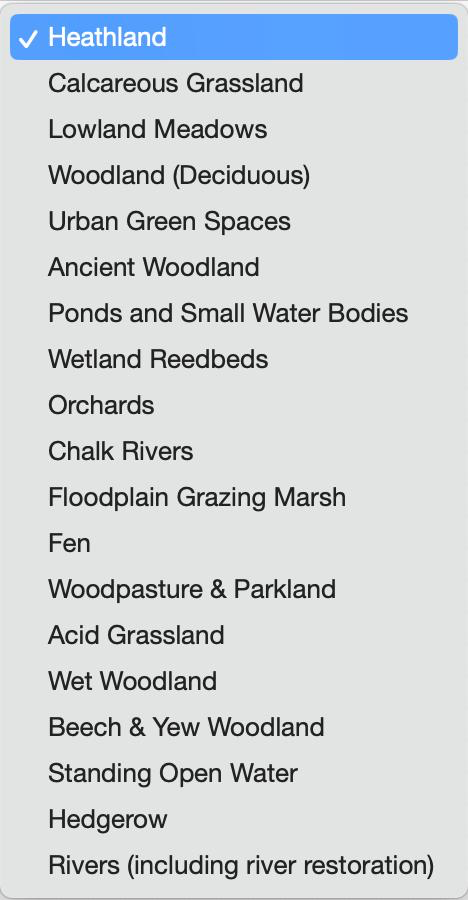 ✓ Heathland
Calcareous Grassland
Lowland Meadows
Woodland (Deciduous)
Urban Green Spaces
Ancient Woodland
Ponds and Small Water Bodies
Wetland Reedbeds
Orchards
Chalk Rivers
Floodplain Grazing Marsh
Fen
Woodpasture & Parkland
Acid Grassland
Wet Woodland
Beech & Yew Woodland
Standing Open Water
Hedgerow
Rivers (including river restoration)